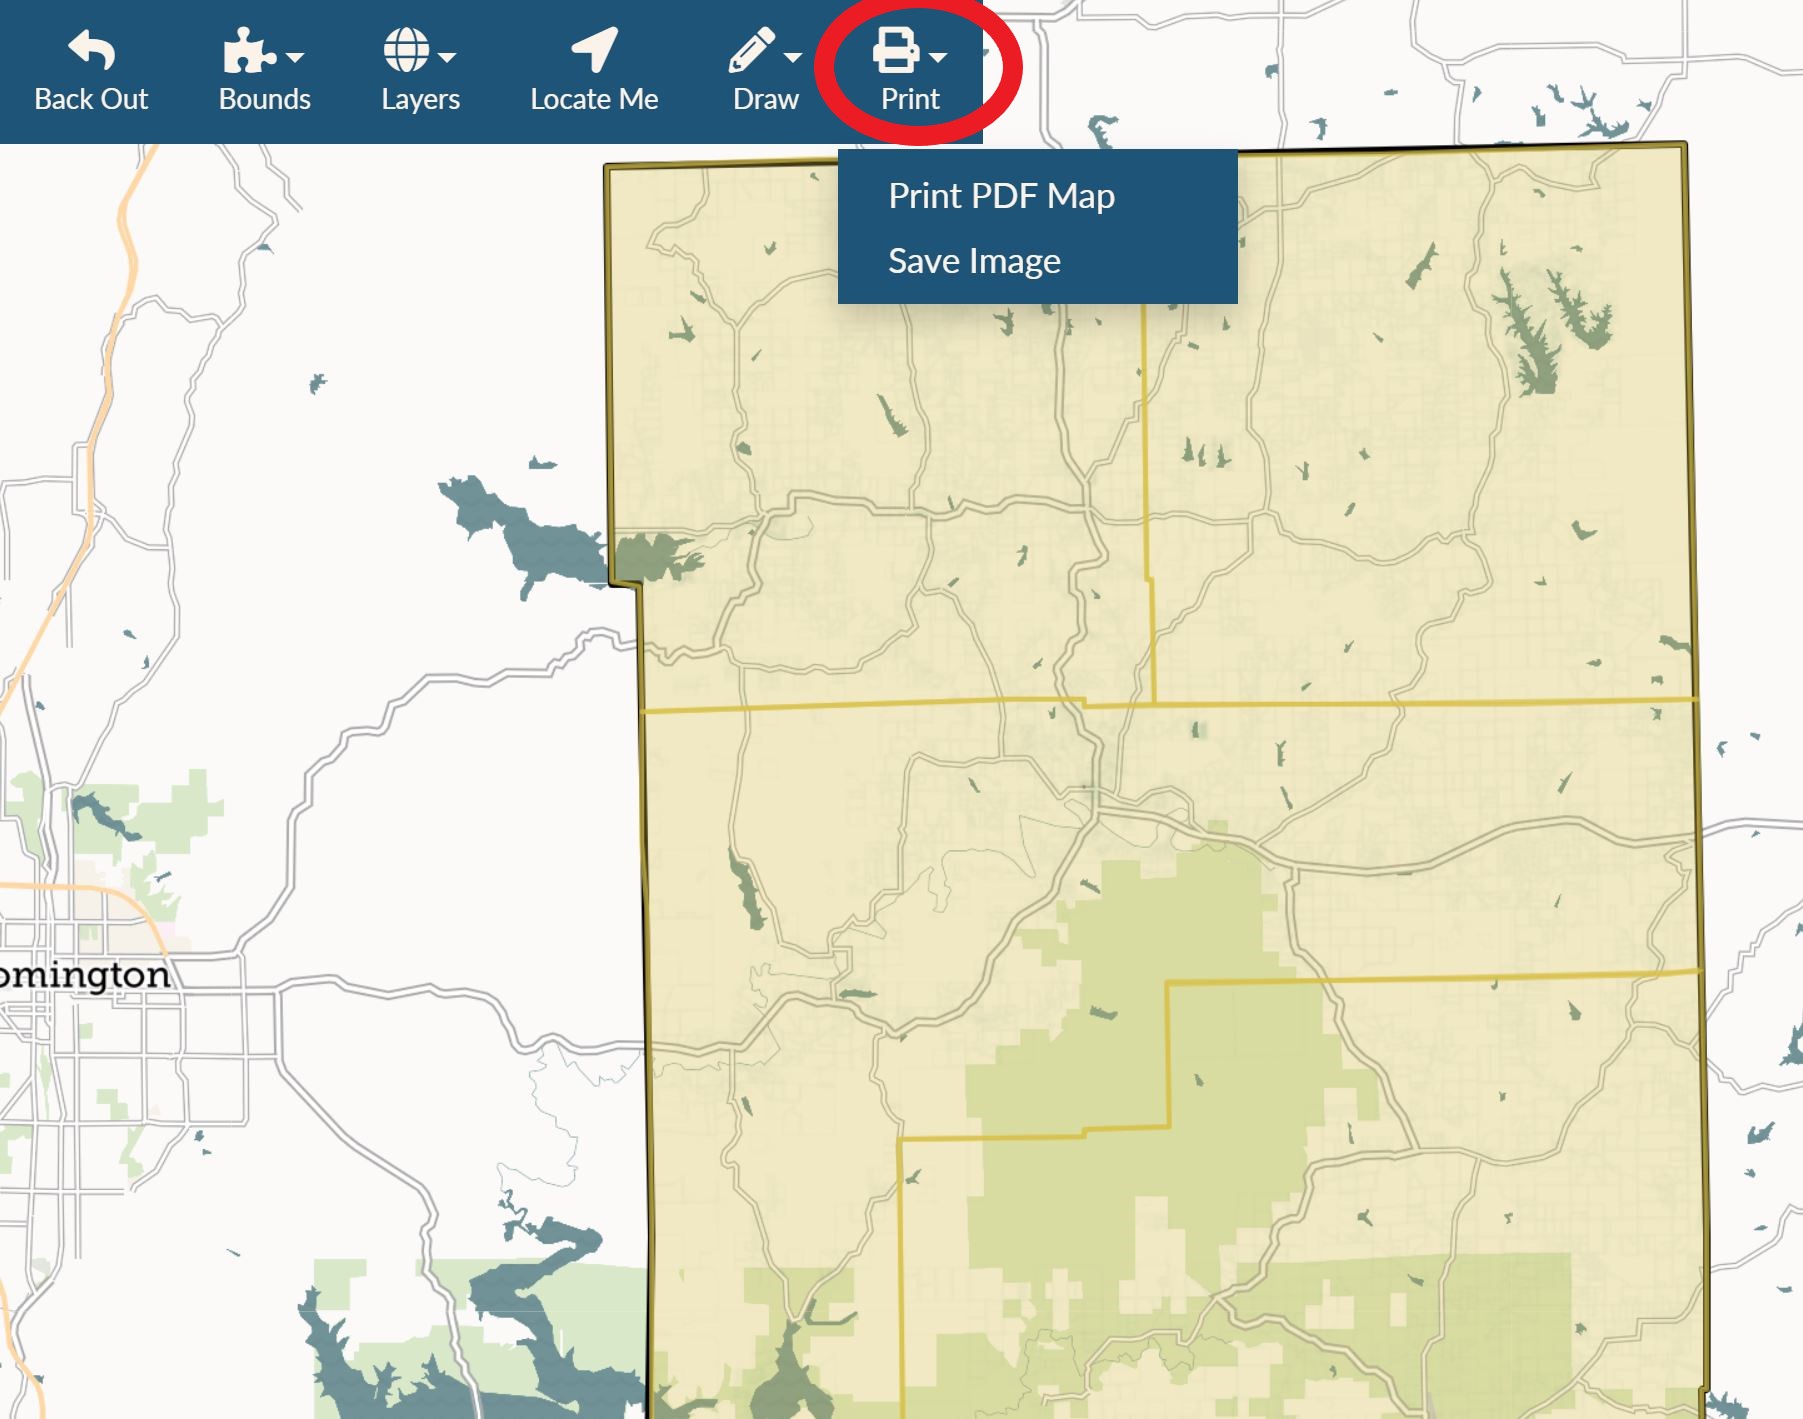 Back Out
Bounds
Layers
Locate Me
Draw
Print
Print PDF Map
Save Image
omington